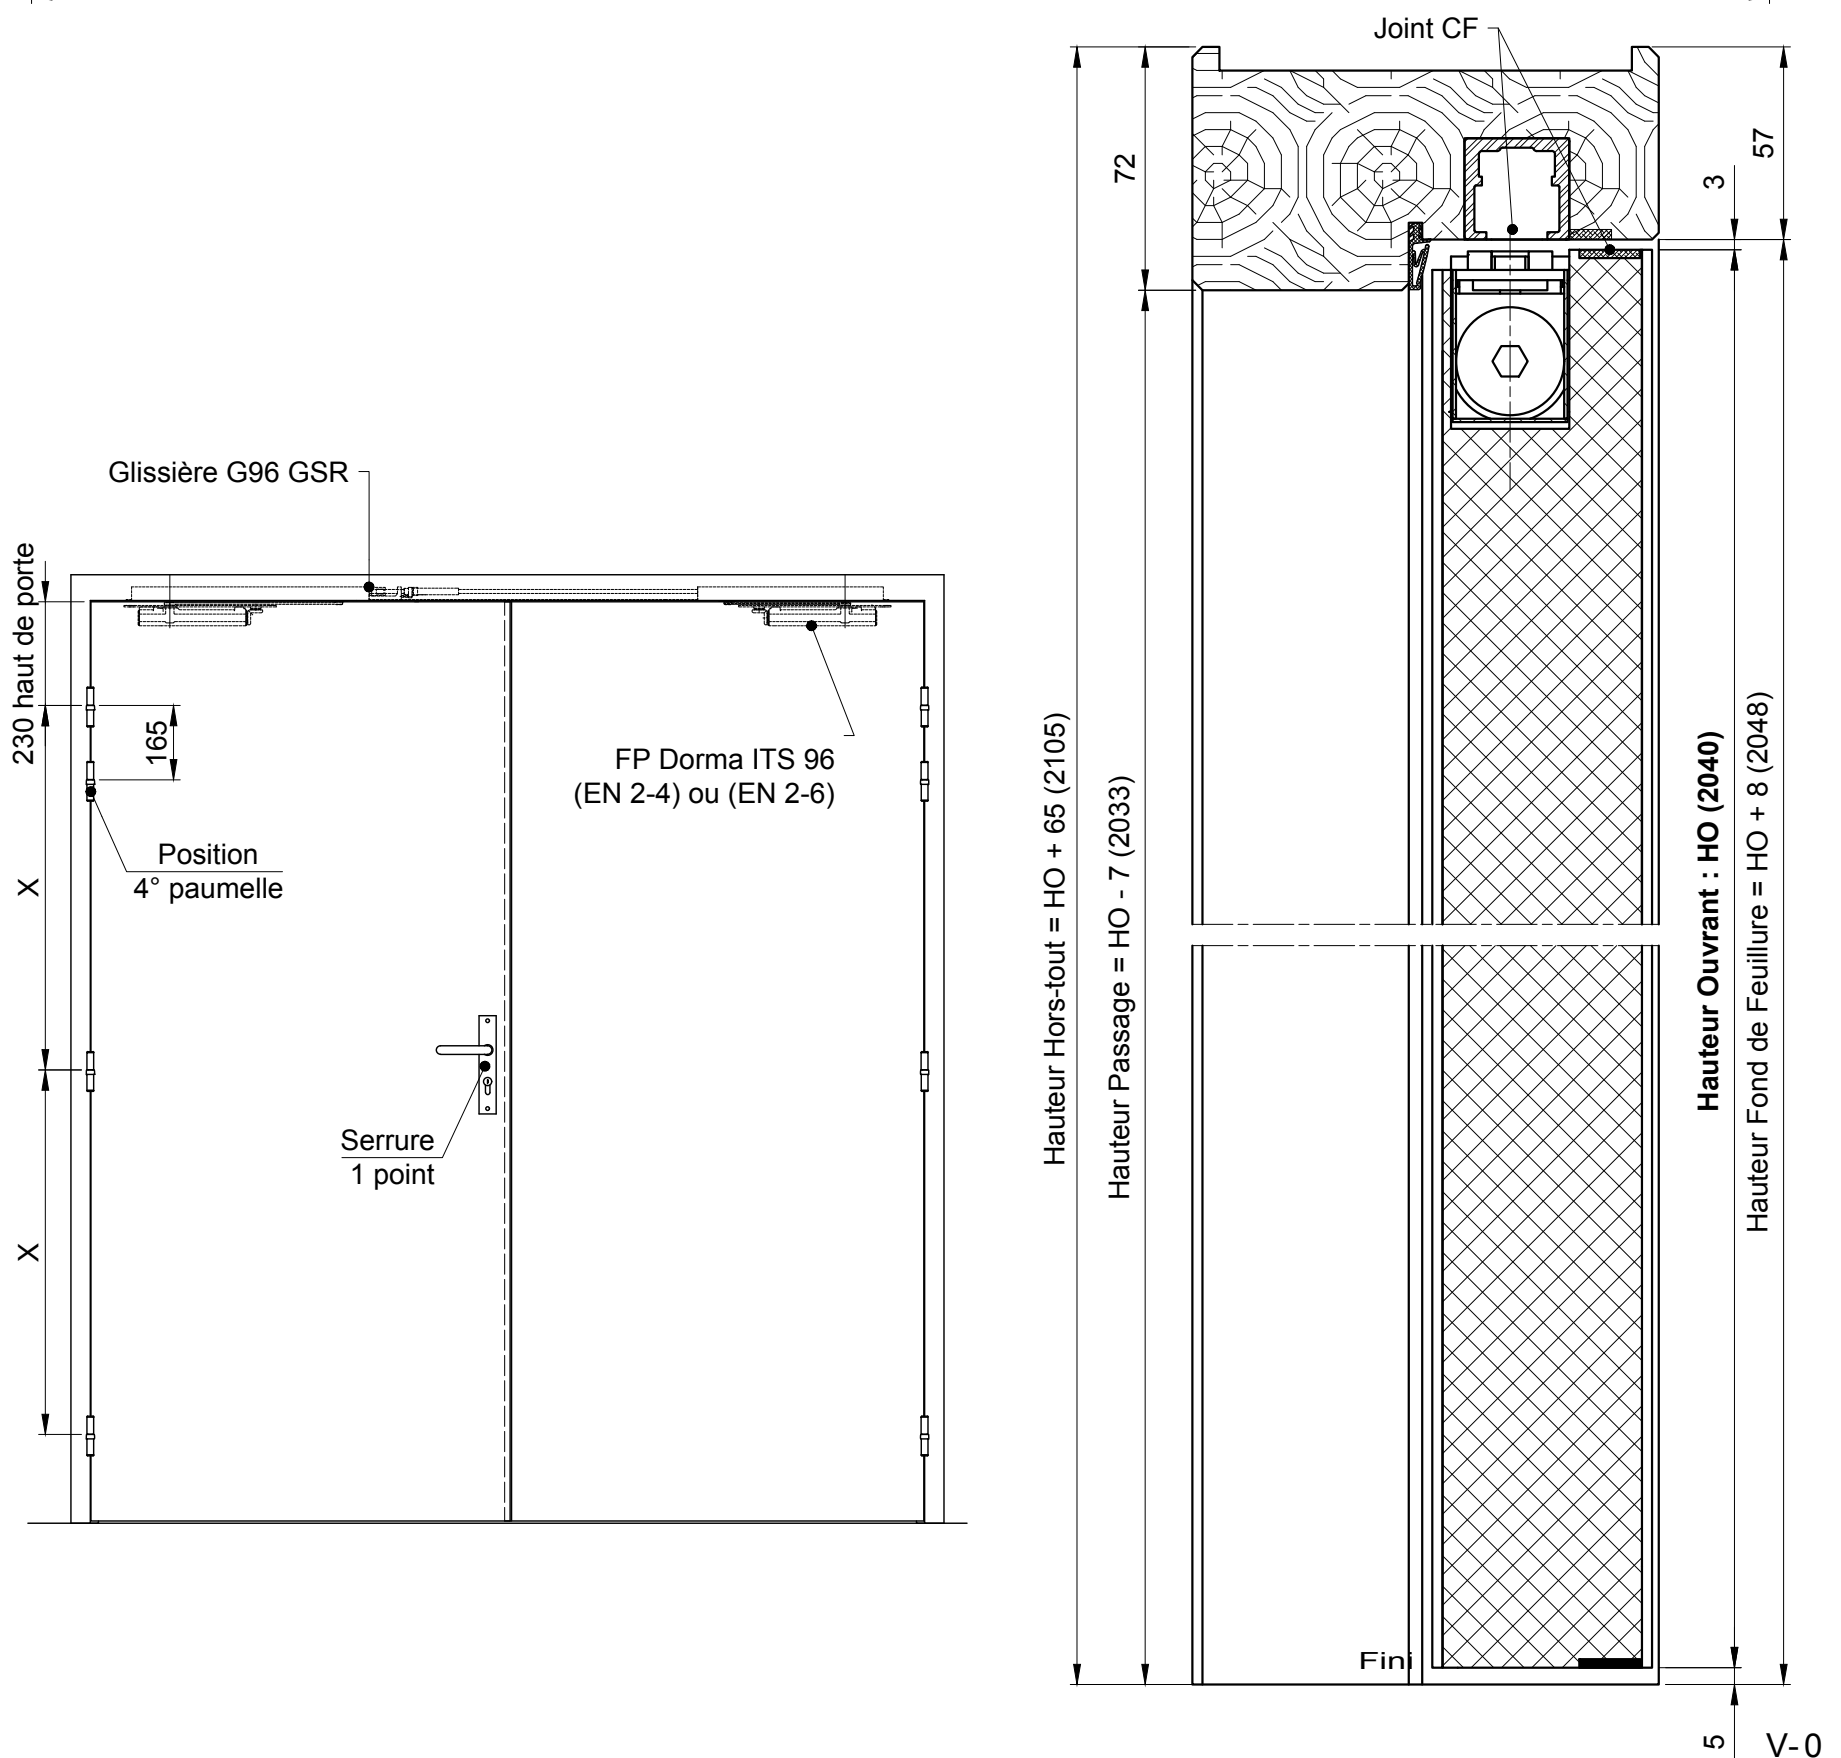 Joint CF
72
57
3
Glissière G96 GSR
230 haut de porte
165
X
Position
4° paumelle
FP Dorma ITS 96
(EN 2-4) ou (EN 2-6)
Serrure
1 point
X
Hauteur Hors-tout = HO + 65 (2105)
Hauteur Passage = HO - 7 (2033)
Hauteur Ouvrant : HO (2040)
Hauteur Fond de Feuillure = HO + 8 (2048)
Fini
5
V-0